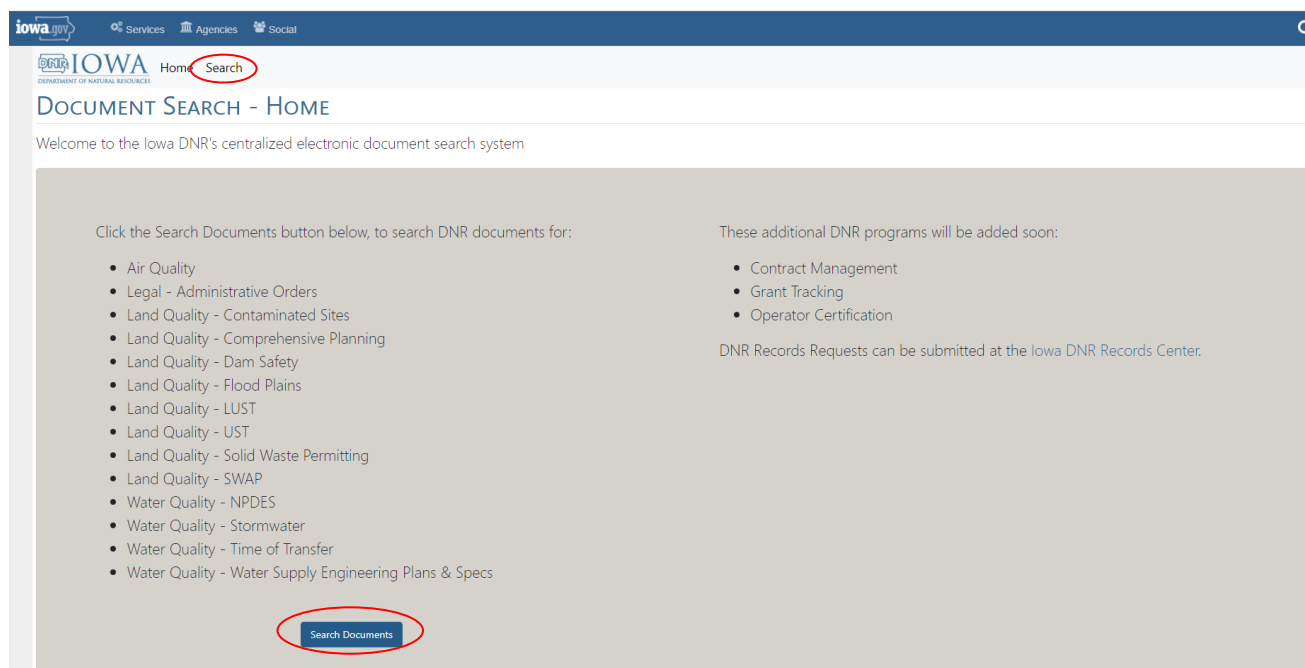 iowa.gov Services Agencies Social
DNR IOWA Home Search
DEPARTMENT OF NATURAL RESOURCES
DOCUMENT SEARCH - HOME
Welcome to the Iowa DNR's centralized electronic document search system
Click the Search Documents button below, to search DNR documents for:
• Air Quality
• Legal - Administrative Orders
• Land Quality - Contaminated Sites
• Land Quality - Comprehensive Planning
• Land Quality - Dam Safety
• Land Quality - Flood Plains
• Land Quality - LUST
• Land Quality - UST
• Land Quality - Solid Waste Permitting
• Land Quality - SWAP
• Water Quality - NPDES
• Water Quality - Stormwater
• Water Quality - Time of Transfer
• Water Quality - Water Supply Engineering Plans & Specs
Search Documents
These additional DNR programs will be added soon:
• Contract Management
• Grant Tracking
• Operator Certification
DNR Records Requests can be submitted at the Iowa DNR Records Center.